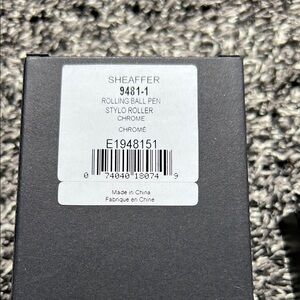 SHEAFFER
9481-1
ROLLING BALL PEN
STYLO ROLLER
CHROME
CHROMÉ
E1948151
0 74040 18074 9
Made in China
Fabriqué en Chine